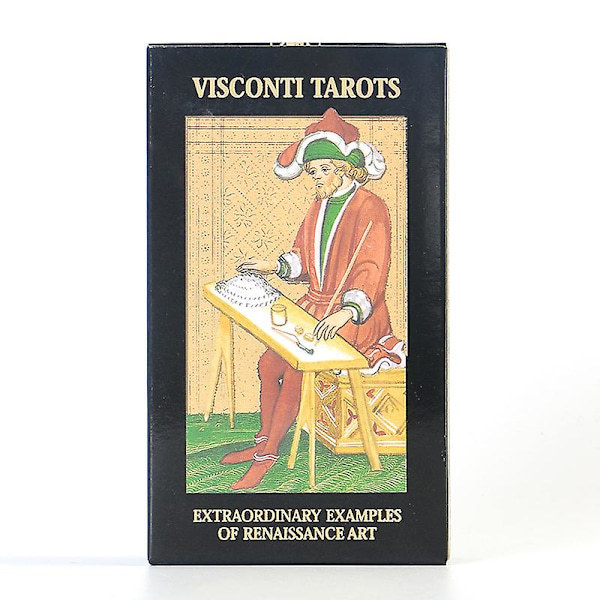 VISCONTI TAROTS
EXTRAORDINARY EXAMPLES
OF RENAISSANCE ART